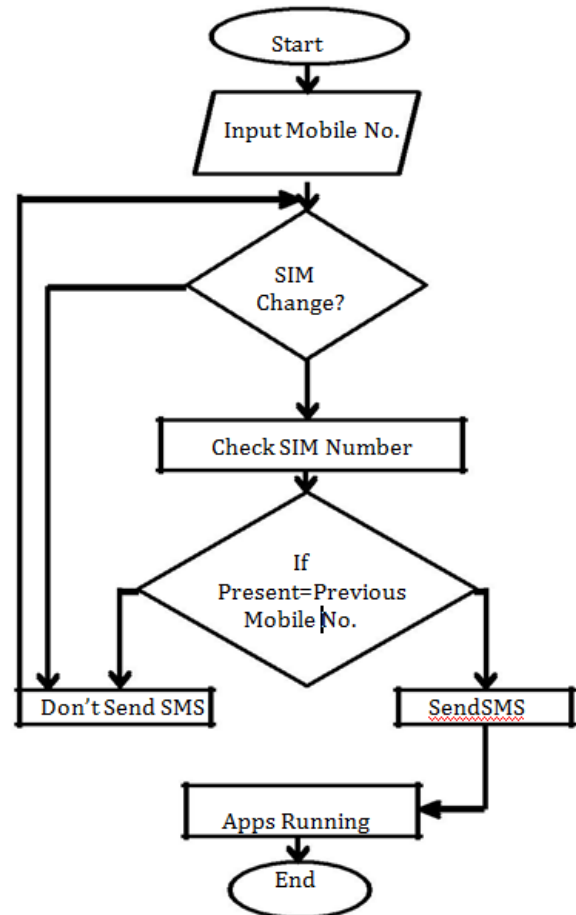 Start
Input Mobile No.
SIM
Change?
Check SIM Number
If
Present=Previous
Mobile No.
Don't Send SMS
SendSMS
Apps Running
End